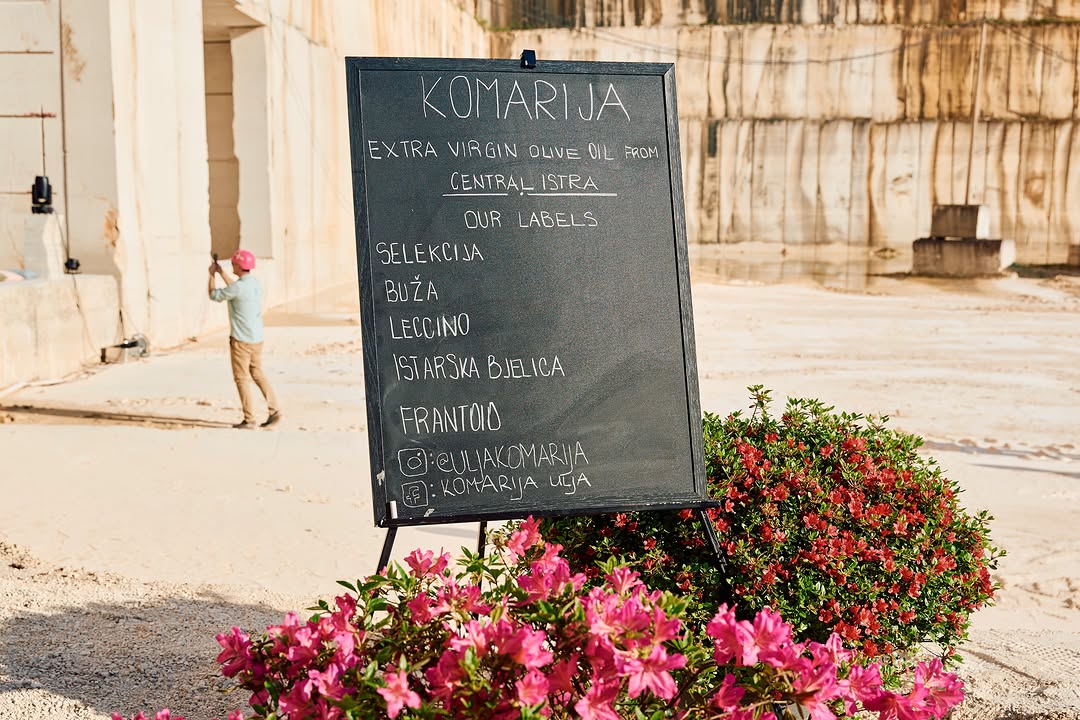 KOMARIJA
EXTRA VIRGIN OLIVE OIL FROM
CENTRAL ISTRA
OUR LABELS
SELEKCIJA
BUŽA
LECCINO
ISTARSKA BJELICA
FRANTOIO
: @ULJAKOMARIJA
: KOMARIJA ULJA